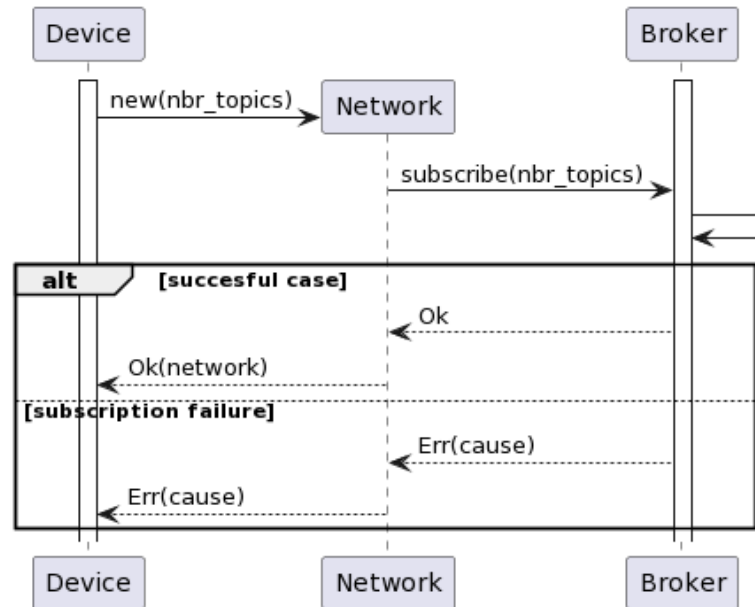 Device
Broker
new(nbr_topics)
Network
subscribe(nbr_topics)
alt
[succesful case]
Ok
Ok(network)
[subscription failure]
Err(cause)
Err(cause)
Device
Network
Broker